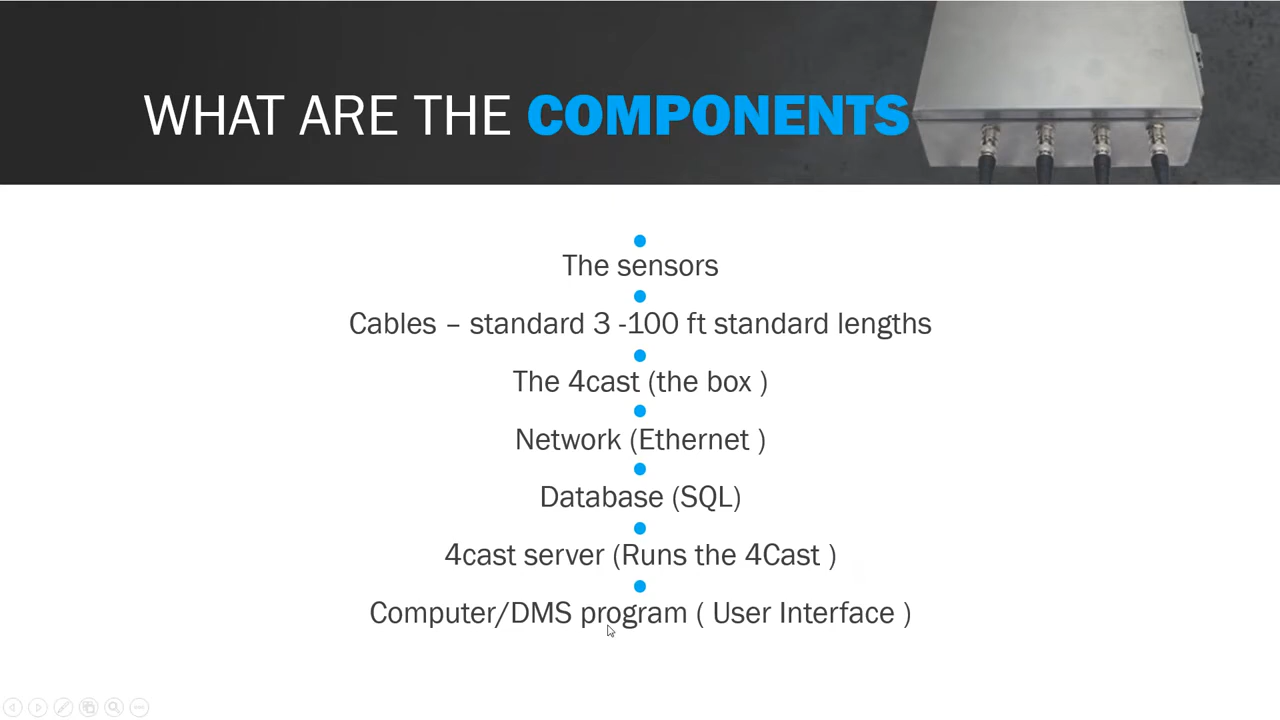 WHAT ARE THE COMPONENTS
The sensors
Cables – standard 3 -100 ft standard lengths
The 4cast (the box )
Network (Ethernet )
Database (SQL)
4cast server (Runs the 4Cast )
Computer/DMS program ( User Interface )